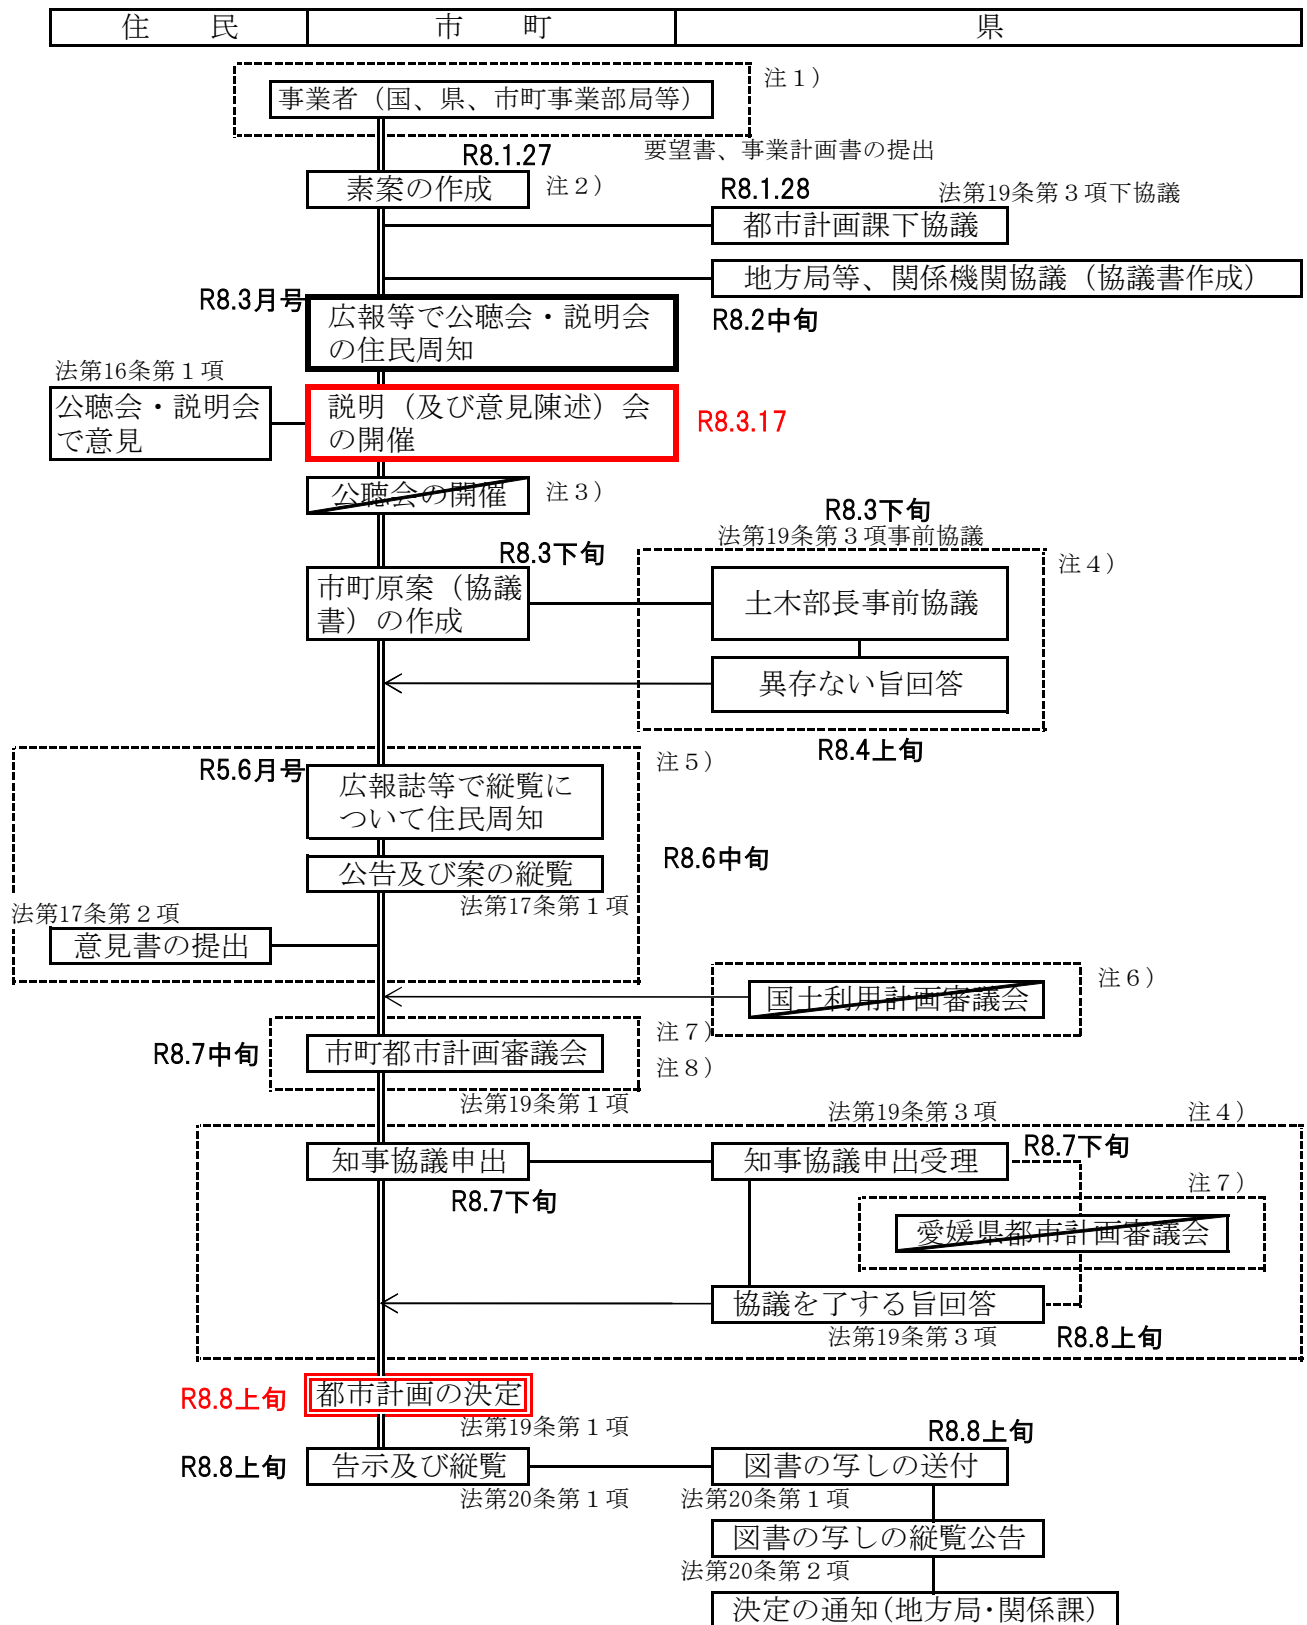 住　　民
市　　町
県
注１）
事業者（国、県、市町事業部局等）
R8.1.27
要望書、事業計画書の提出
素案の作成
注２）
R8.1.28
法第19条第３項下協議
都市計画課下協議
地方局等、関係機関協議（協議書作成）
R8.3月号
広報等で公聴会・説明会
の住民周知
R8.2中旬
法第16条第１項
公聴会・説明会
で意見
説明（及び意見陳述）会
の開催
R8.3.17
公聴会の開催
注３）
R8.3下旬
法第19条第３項事前協議
R8.3下旬
注４）
市町原案（協議
書）の作成
土木部長事前協議
異存ない旨回答
R8.4上旬
注５）
R5.6月号
広報誌等で縦覧に
ついて住民周知
R8.6中旬
公告及び案の縦覧
法第17条第１項
法第17条第２項
意見書の提出
注６）
国土利用計画審議会
注７）
R8.7中旬
市町都市計画審議会
注８）
法第19条第１項
法第19条第３項
注４）
知事協議申出
知事協議申出受理
R8.7下旬
R8.7下旬
注７）
愛媛県都市計画審議会
協議を了する旨回答
法第19条第３項
R8.8上旬
R8.8上旬
都市計画の決定
法第19条第１項
R8.8上旬
R8.8上旬
告示及び縦覧
図書の写しの送付
法第20条第１項
法第20条第１項
図書の写しの縦覧公告
法第20条第２項
決定の通知(地方局･関係課)